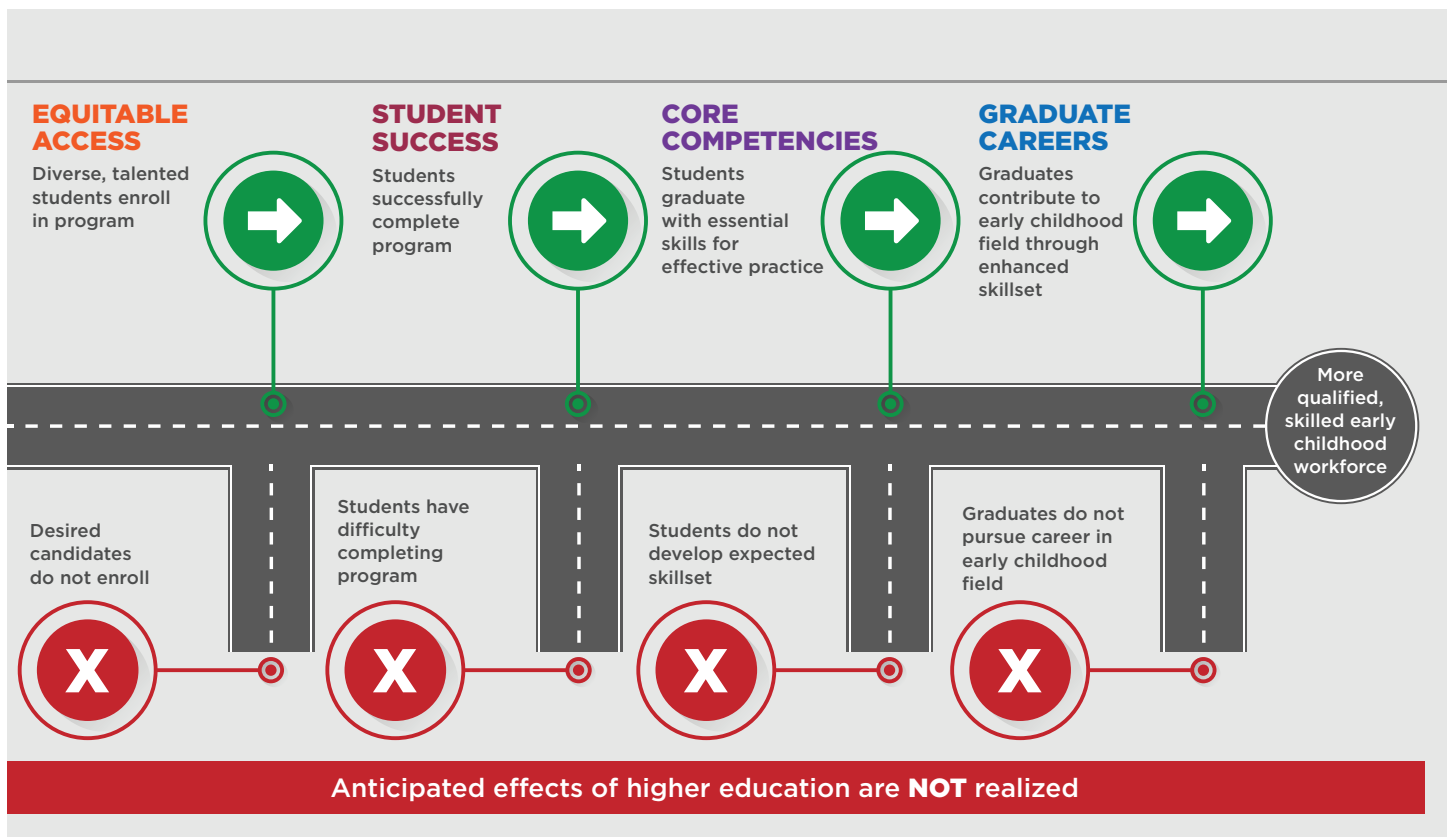 EQUITABLE
ACCESS
Diverse, talented
students enroll
in program
STUDENT
SUCCESS
Students
successfully
complete
program
CORE
COMPETENCIES
Students
graduate
with essential
skills for
effective practice
GRADUATE
CAREERS
Graduates
contribute to
early childhood
field through
enhanced
skillset
More
qualified,
skilled early
childhood
workforce
Desired
candidates
do not enroll
X
Students have
difficulty
completing
program
X
Students do not
develop expected
skillset
X
Graduates do not
pursue career in
early childhood
field
X
Anticipated effects of higher education are NOT realized